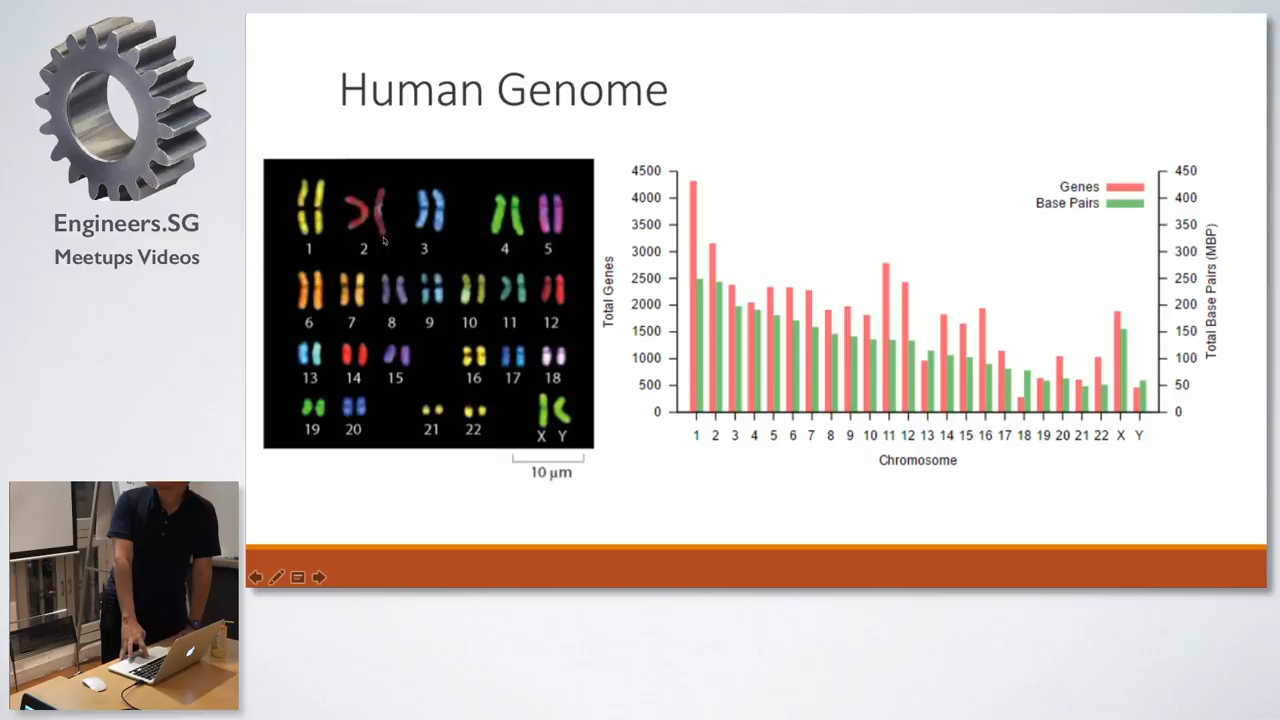 Engineers.SG
Meetups Videos
Human Genome
1 2 3 4 5
6 7 8 9 10 11 12
13 14 15 16 17 18
19 20 21 22 X Y
10 μm
4500
4000
3500
3000
2500
2000
1500
1000
500
0
Total Genes
Genes
Base Pairs
450
400
350
300
250
200
150
100
50
0
Total Base Pairs (MBP)
1 2 3 4 5 6 7 8 9 10 11 12 13 14 15 16 17 18 19 20 21 22 X Y
Chromosome